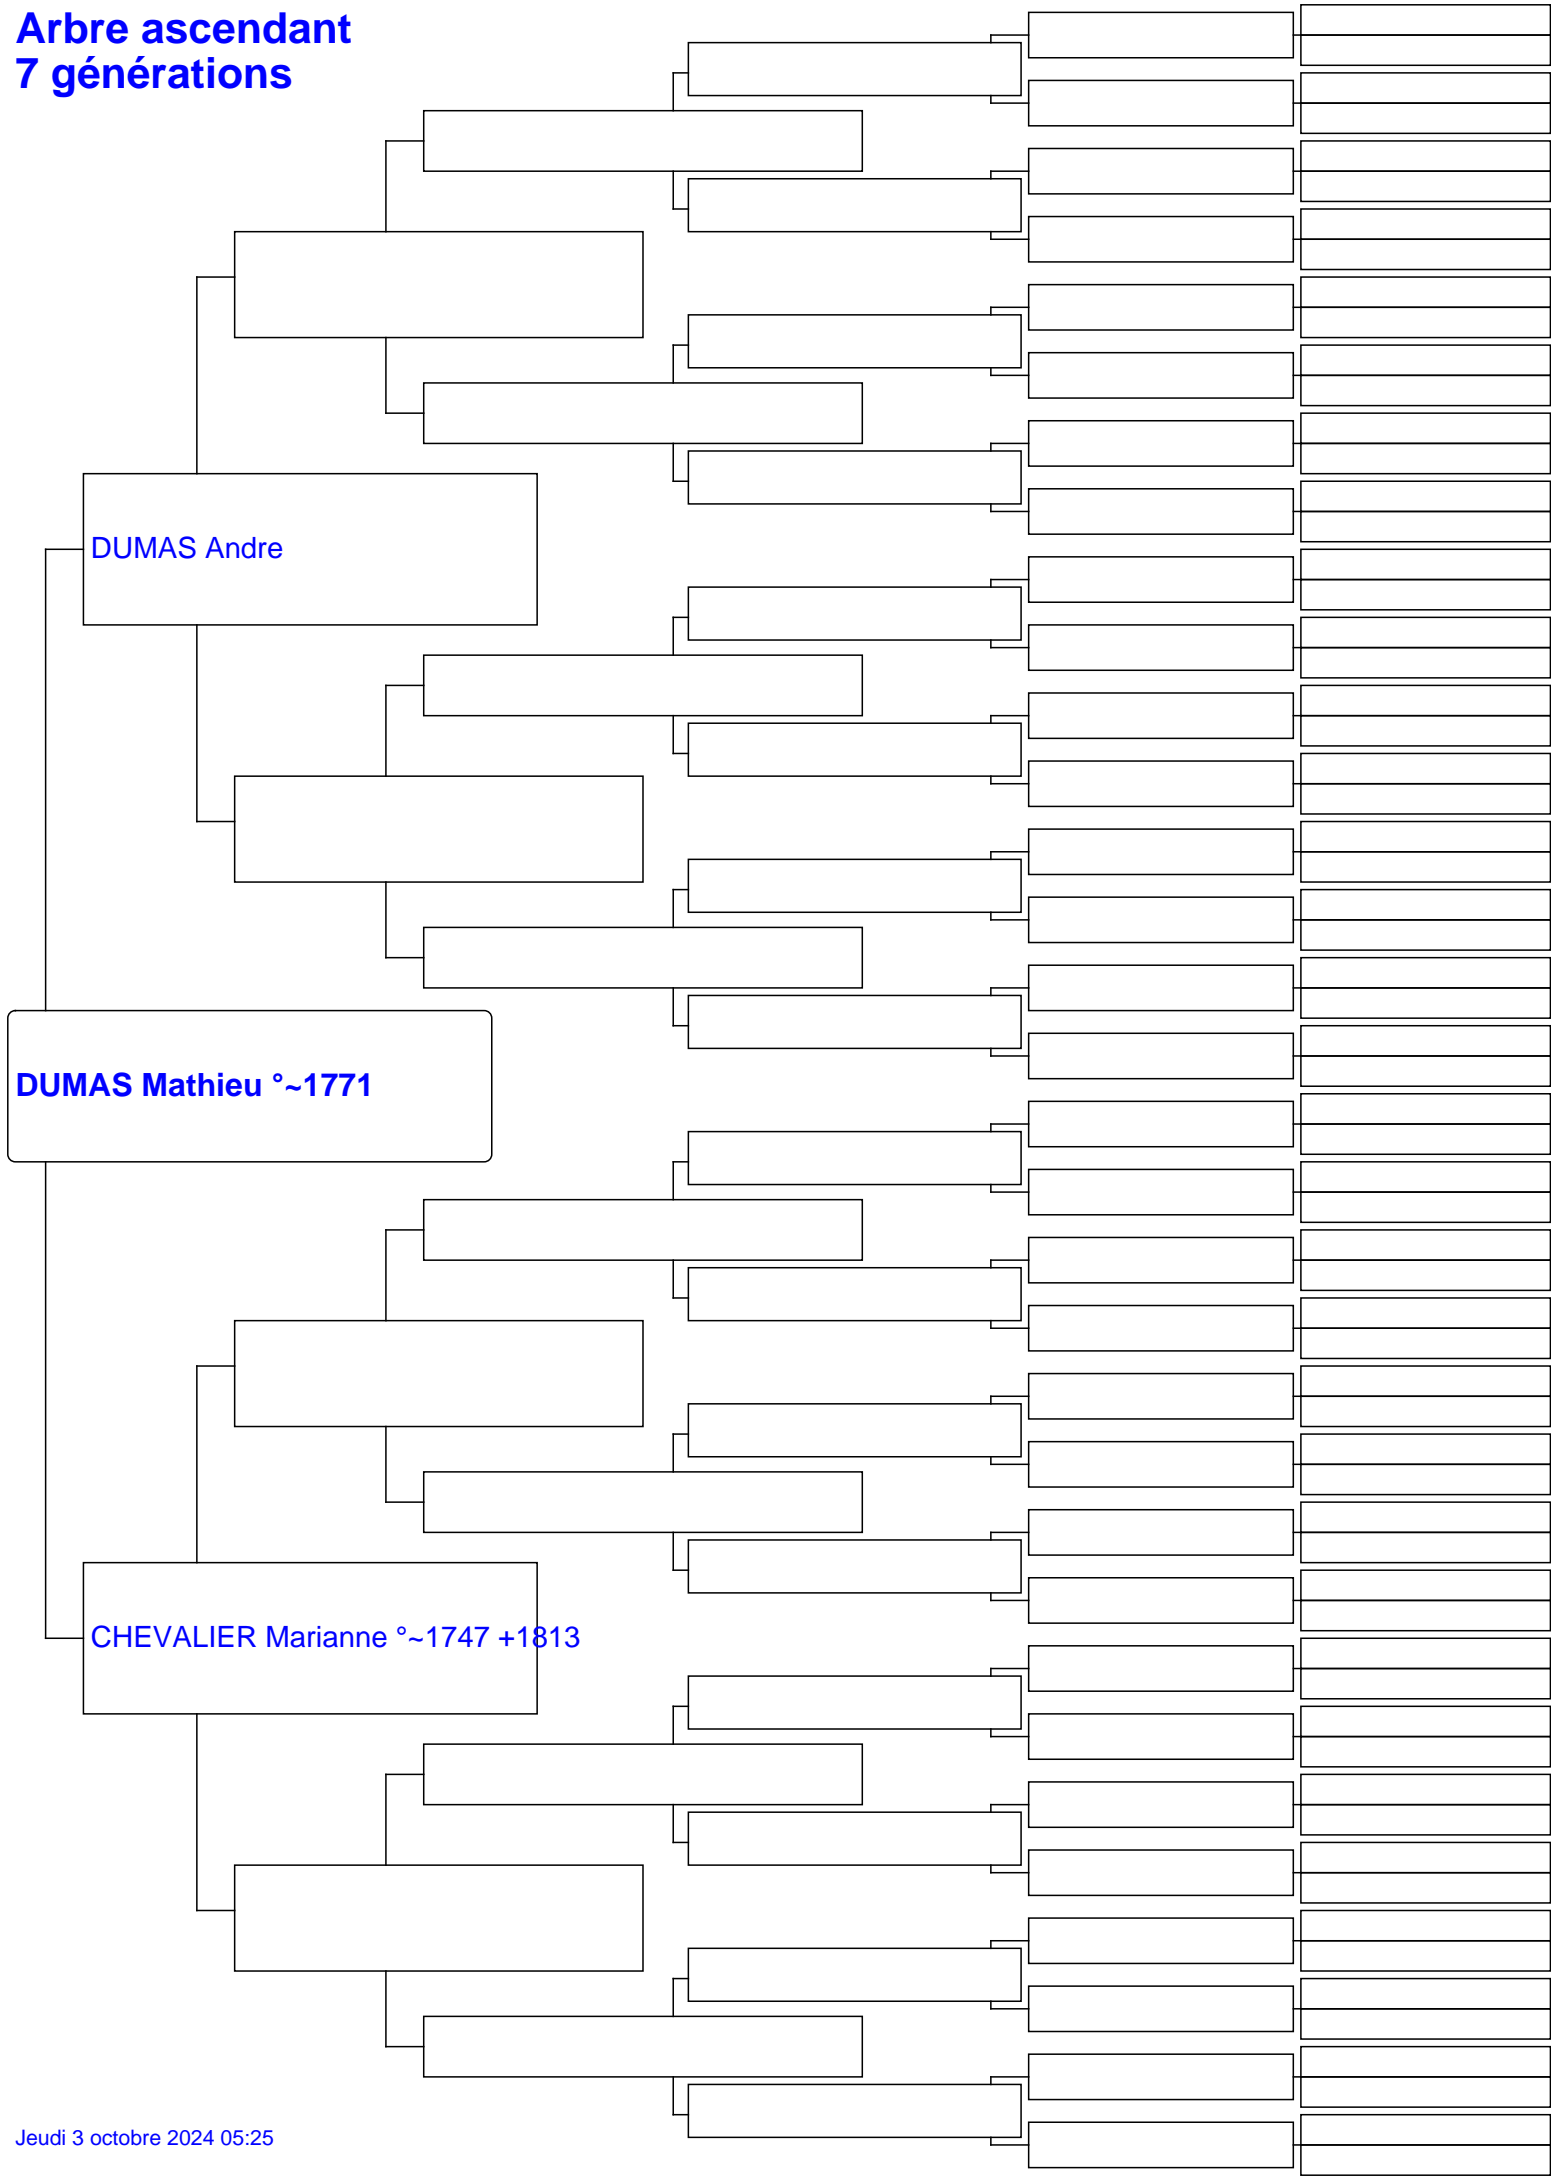 Arbre ascendant
7 générations
DUMAS Andre
DUMAS Mathieu °~1771
CHEVALIER Marianne °~1747 +1813
Jeudi 3 octobre 2024 05:25